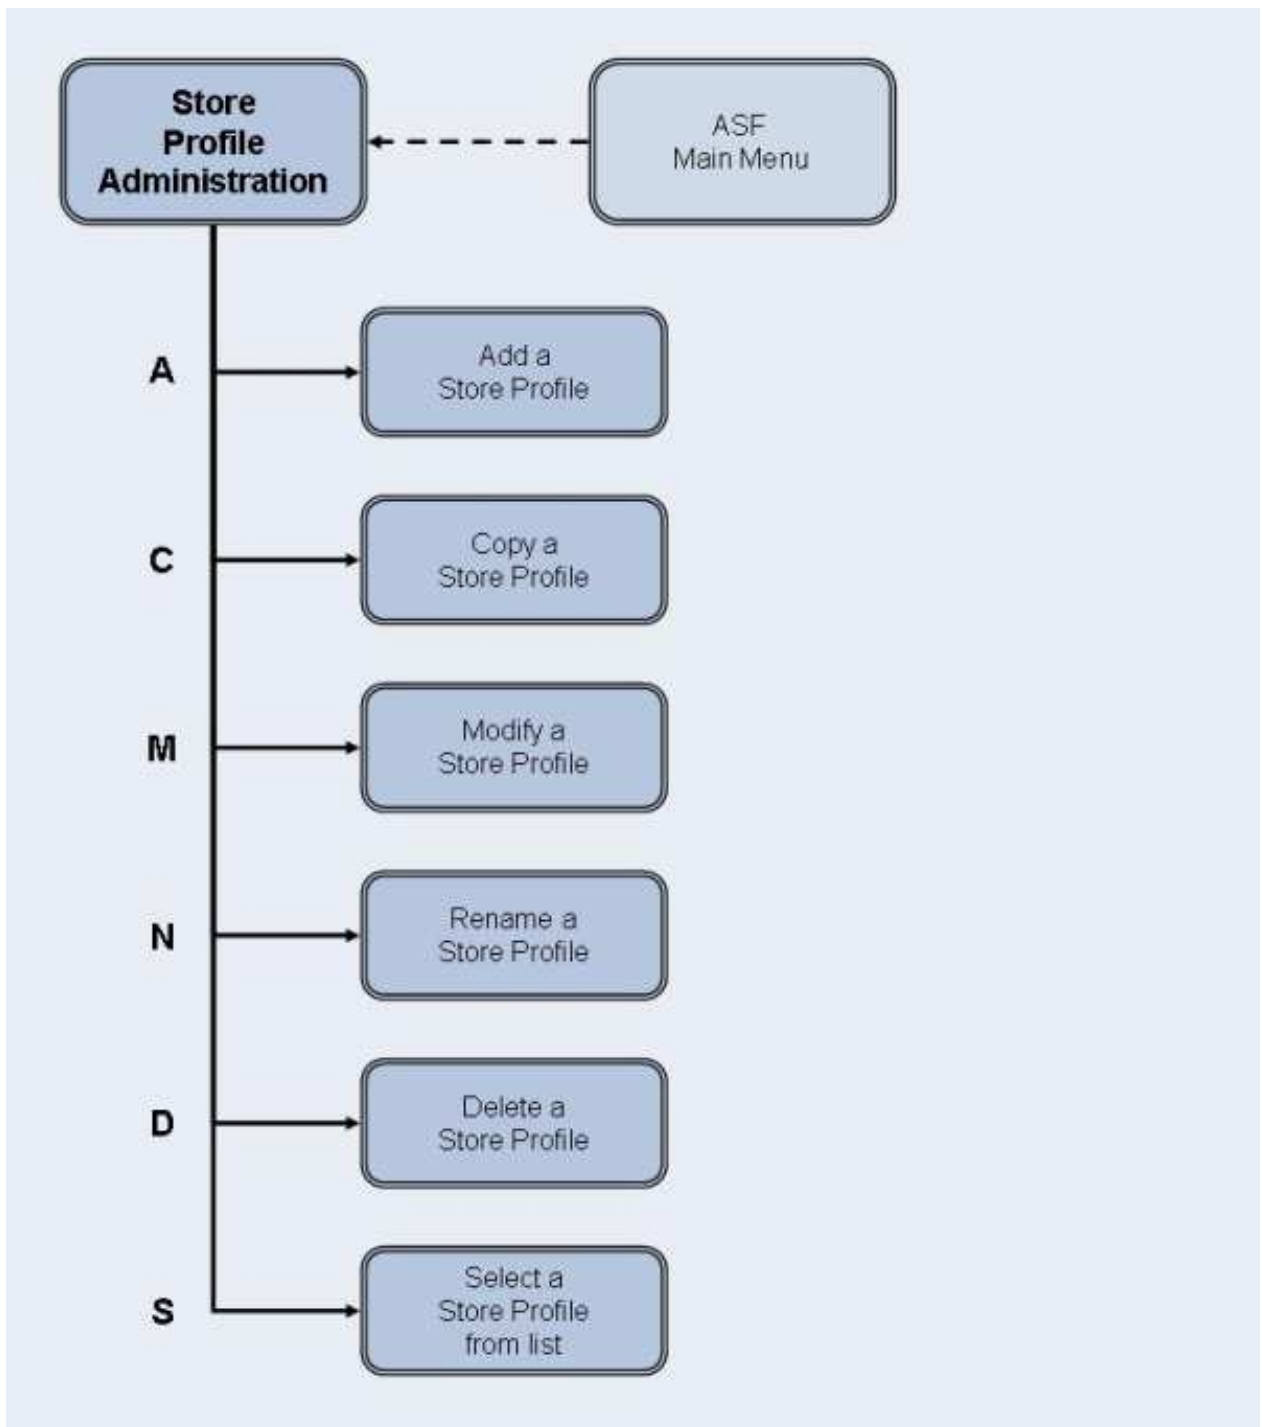 Store
Profile
Administration
ASF
Main Menu
A
Add a
Store Profile
C
Copy a
Store Profile
M
Modify a
Store Profile
N
Rename a
Store Profile
D
Delete a
Store Profile
S
Select a
Store Profile
from list